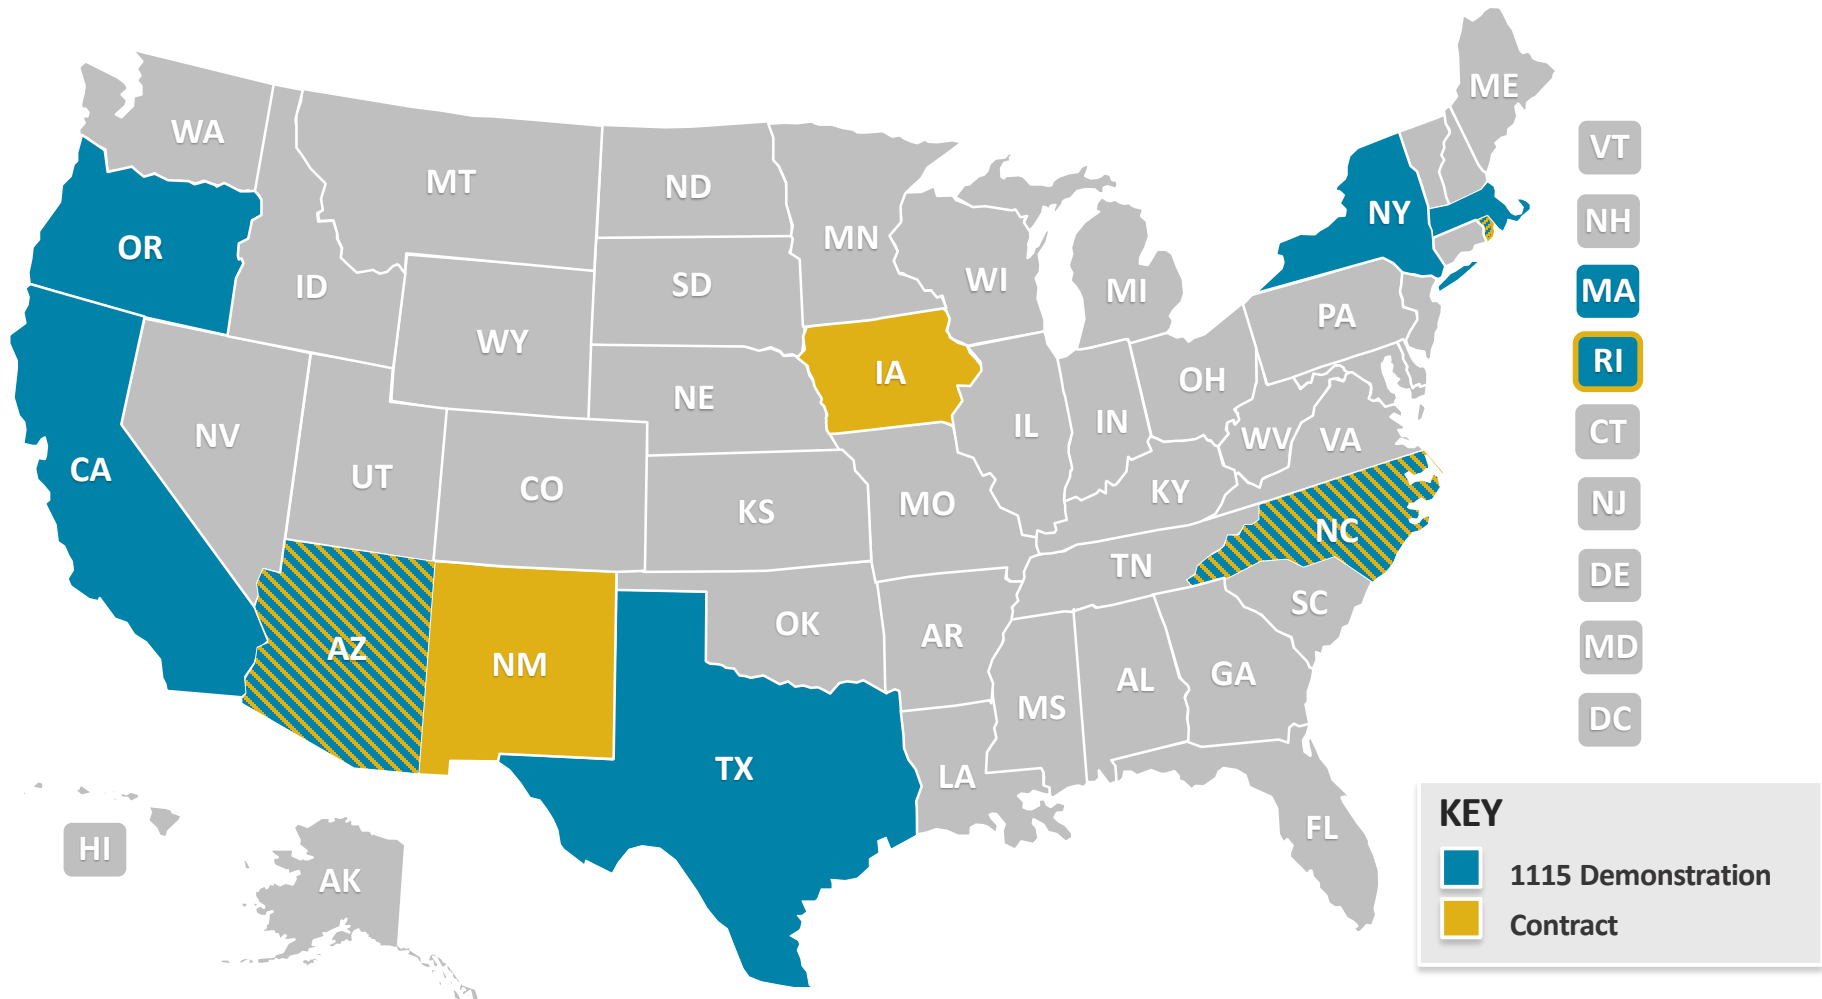 ME
WA
VT
MT
ND
NY
NH
MN
OR
WI
SD
ID
MI
MA
PA
WY
RI
IA
OH
NE
IL
IN
CT
NV
WV
VA
CA
UT
CO
KY
MO
NJ
KS
NC
TN
DE
SC
OK
AR
AZ
MD
NM
GA
AL
MS
DC
TX
LA
KEY
FL
HI
1115 Demonstration
AK
Contract